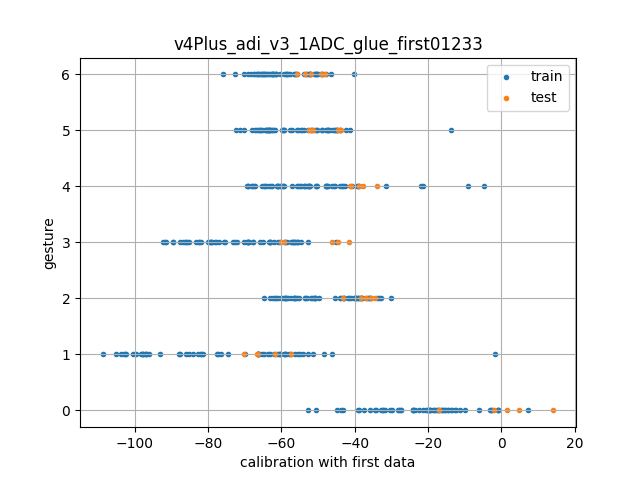 v4Plus_adi_v3_1ADC_glue_first01233
train
test
6
5
4
3
2
1
0
gesture
−100 −80 −60 −40 −20 0 20
calibration with first data